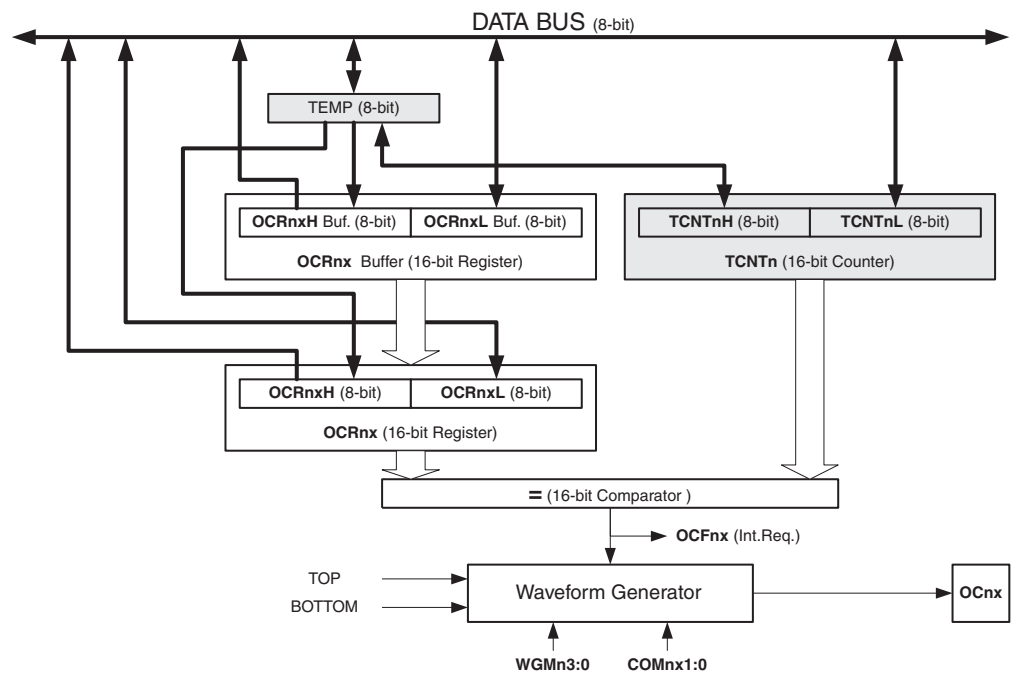 DATA BUS (8-bit)
TEMP (8-bit)
OCRnxH Buf. (8-bit)
OCRnxL Buf. (8-bit)
TCNTnH (8-bit)
TCNTnL (8-bit)
OCRnx Buffer (16-bit Register)
TCNTn (16-bit Counter)
OCRnxH (8-bit)
OCRnxL (8-bit)
OCRnx (16-bit Register)
= (16-bit Comparator )
OCFnx (Int.Req.)
TOP
BOTTOM
Waveform Generator
OCnx
WGMn3:0
COMnx1:0